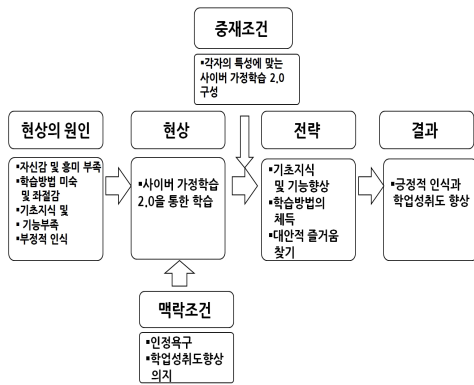 중재조건
▪각자의 특성에 맞는
사이버 가정학습 2.0
구성
현상의 원인
▪자신감 및 흥미 부족
▪학습방법 미숙
및 좌절감
▪기초지식 및
▪기능부족
▪부정적 인식
현상
▪사이버 가정학습
2.0을 통한 학습
전략
▪기초지식
및 기능향상
▪학습방법의
체득
▪대안적 즐거움
찾기
결과
▪긍정적 인식과
학업성취도 향상
맥락조건
▪인정욕구
▪학업성취도향상
의지